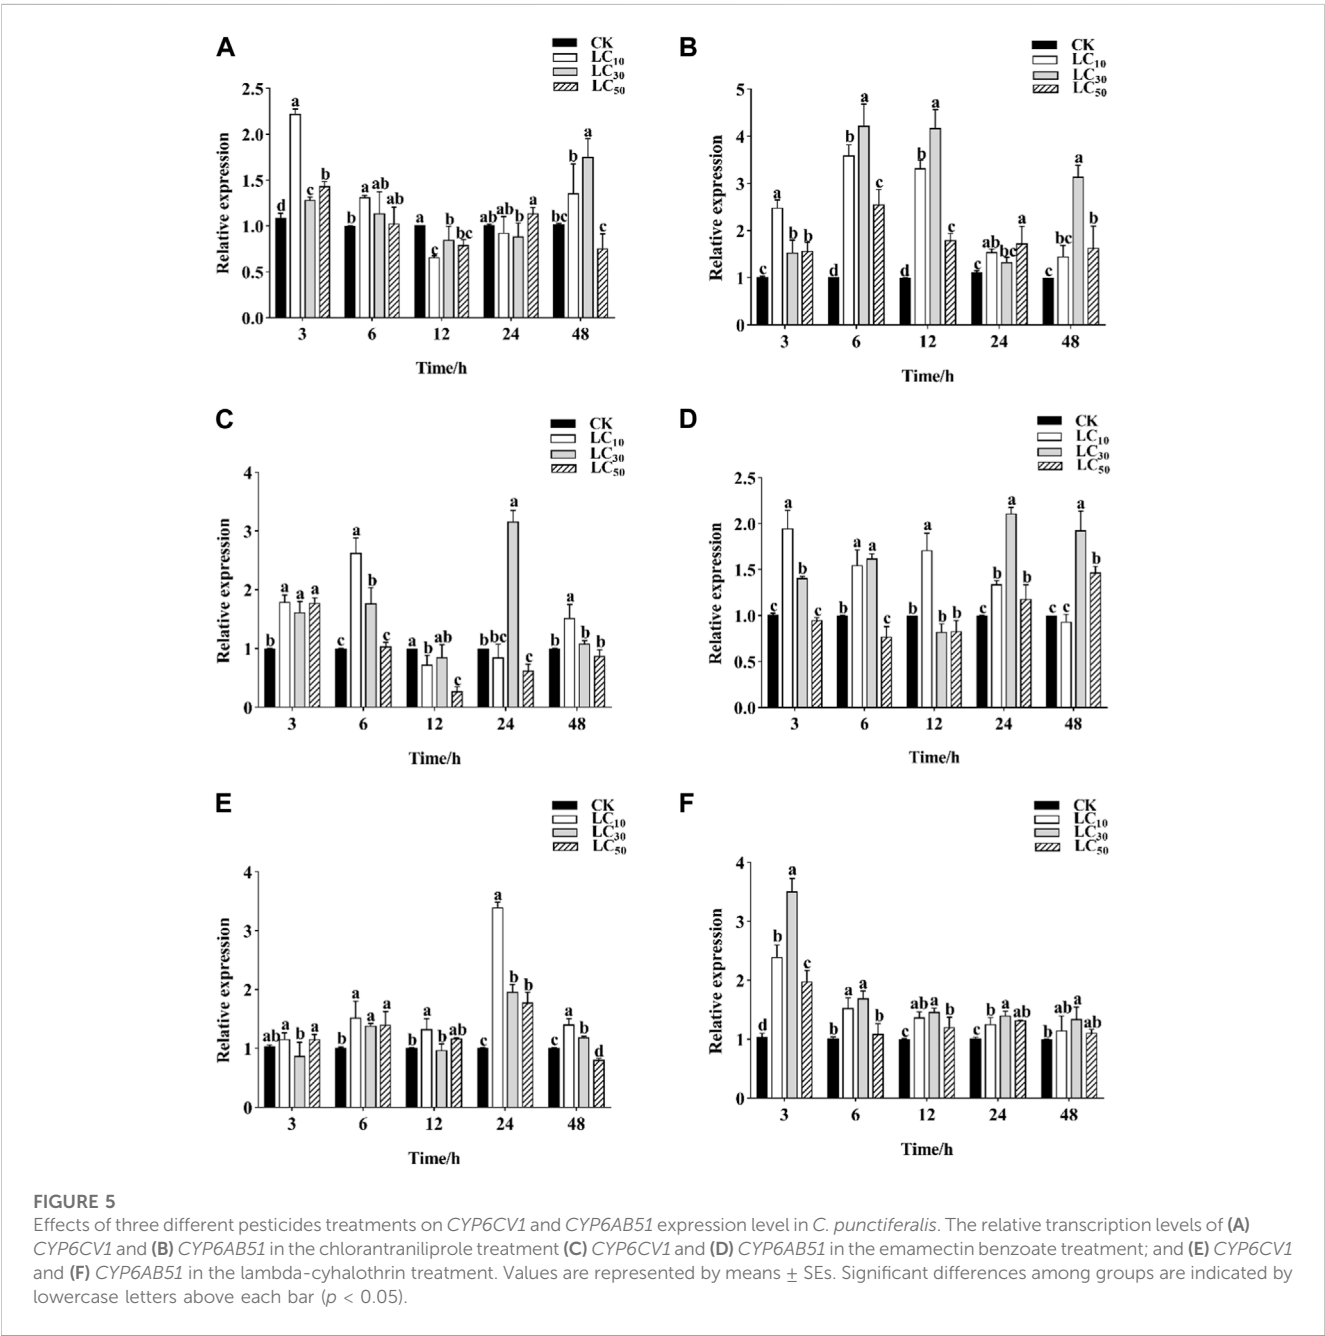 A
CK
LC10
LC30
LC50
Relative expression
2.5
2.0
1.5
1.0
0.5
0.0
d a c b
b a ab ab
a c b bc
ab ab b a
bc b a c
3 6 12 24 48
Time/h
B
CK
LC10
LC30
LC50
Relative expression
5
4
3
2
1
0
c a b b
d b a c
d b a c
c ab bc a
c bc a b
3 6 12 24 48
Time/h
C
CK
LC10
LC30
LC50
Relative expression
4
3
2
1
0
b a a a
c a b c
a b ab c
b bc a c
b a b b
3 6 12 24 48
Time/h
D
CK
LC10
LC30
LC50
Relative expression
2.5
2.0
1.5
1.0
0.5
0.0
c a b c
b a a c
b a b b
c b a b
c c a b
3 6 12 24 48
Time/h
E
CK
LC10
LC30
LC50
Relative expression
4
3
2
1
0
ab a b a
b a a a
b a b ab
c a b b
c a b d
3 6 12 24 48
Time/h
F
CK
LC10
LC30
LC50
Relative expression
4
3
2
1
0
d b a c
b a a b
c ab a b
c b a ab
b ab a ab
3 6 12 24 48
Time/h
FIGURE 5
Effects of three different pesticides treatments on CYP6CV1 and CYP6AB51 expression level in C. punctiferalis. The relative transcription levels of (A)
CYP6CV1 and (B) CYP6AB51 in the chlorantraniliprole treatment (C) CYP6CV1 and (D) CYP6AB51 in the emamectin benzoate treatment; and (E) CYP6CV1
and (F) CYP6AB51 in the lambda-cyhalothrin treatment. Values are represented by means ± SEs. Significant differences among groups are indicated by
lowercase letters above each bar (p < 0.05).